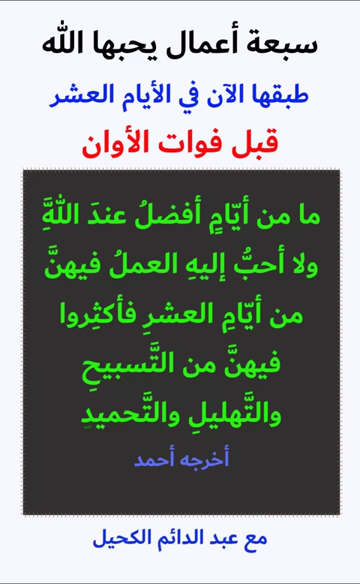 سبعة أعمال يحبها الله
طبقها الآن في الأيام العشر
قبل فوات الأوان
ما من أيّامٍ أفضلُ عندَ اللهَِّ
ولا أحبُّ إليهِ العملُ فيهنَّ
من أيّامِ العشرِ فأكثِروا
فيهنَّ من التَّسبيحِ
والتَّهليلِ والتَّحميدِ
أخرجه أحمد
مع عبد الدائم الكحيل